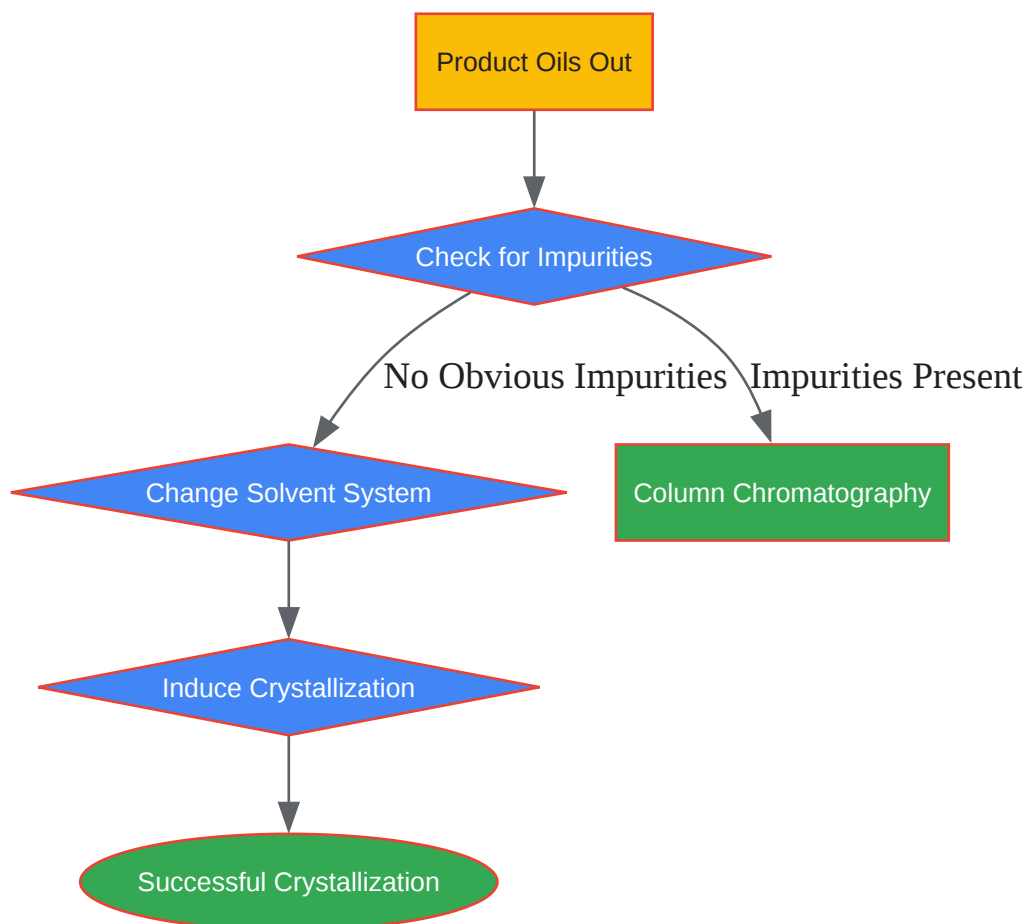 Product Oils Out
Check for Impurities
No Obvious Impurities
Impurities Present
Change Solvent System
Column Chromatography
Induce Crystallization
Successful Crystallization